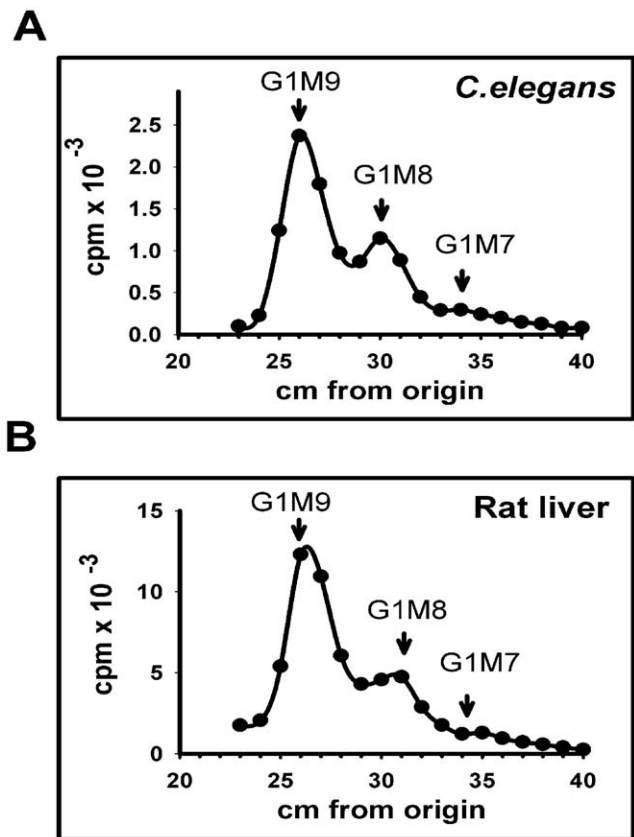 A
G1M9
C.elegans
G1M8
G1M7
cpm x 10 -3
2.5
2.0
1.5
1.0
0.5
0.0
20 25 30 35 40
cm from origin
B
G1M9
Rat liver
G1M8
G1M7
cpm x 10 -3
15
10
5
0
20 25 30 35 40
cm from origin